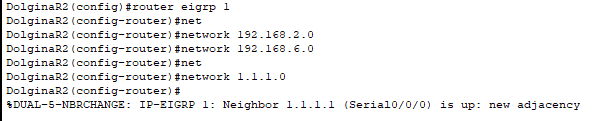 DolginaR2(config)#router eigrp 1
DolginaR2(config-router)#net
DolginaR2(config-router)#network 192.168.2.0
DolginaR2(config-router)#network 192.168.6.0
DolginaR2(config-router)#net
DolginaR2(config-router)#network 1.1.1.0
DolginaR2(config-router)#
%DUAL-5-NBRCHANGE: IP-EIGRP 1: Neighbor 1.1.1.1 (Serial0/0/0) is up: new adjacency